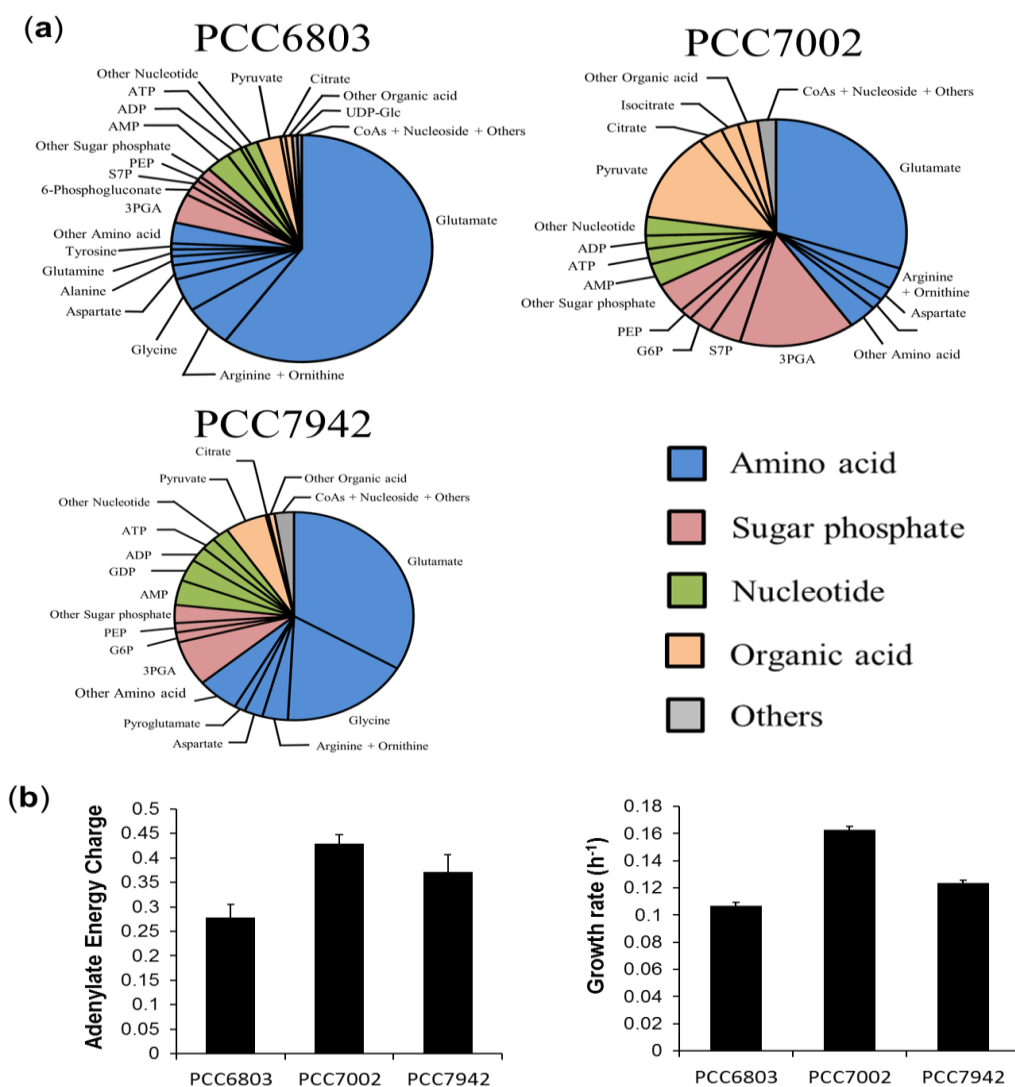 (a)
PCC6803
Other Nucleotide
ATP
ADP
AMP
Other Sugar phosphate
PEP
S7P
6-Phosphogluconate
3PGA
Other Amino acid
Tyrosine
Glutamine
Alanine
Aspartate
Glycine
Arginine + Ornithine
Pyruvate
Citrate
Other Organic acid
UDP-Glc
CoAs + Nucleoside + Others
Glutamate
PCC7002
Other Organic acid
Isocitrate
Citrate
Pyruvate
Other Nucleotide
ADP
ATP
AMP
Other Sugar phosphate
PEP
G6P
S7P
3PGA
CoAs + Nucleoside + Others
Glutamate
Arginine
+ Ornithine
Aspartate
Other Amino acid
PCC7942
Citrate
Pyruvate
Other Nucleotide
ATP
ADP
GDP
AMP
Other Sugar phosphate
PEP
G6P
3PGA
Other Amino acid
Pyroglutamate
Aspartate
Arginine + Ornithine
Other Organic acid
CoAs + Nucleoside + Others
Glutamate
Glycine
Amino acid
Sugar phosphate
Nucleotide
Organic acid
Others
(b)
Adenylate Energy Charge
0.5
0.45
0.4
0.35
0.3
0.25
0.2
0.15
0.1
0.05
0
PCC6803 PCC7002 PCC7942
Growth rate (h-1)
0.18
0.16
0.14
0.12
0.1
0.08
0.06
0.04
0.02
0
PCC6803 PCC7002 PCC7942